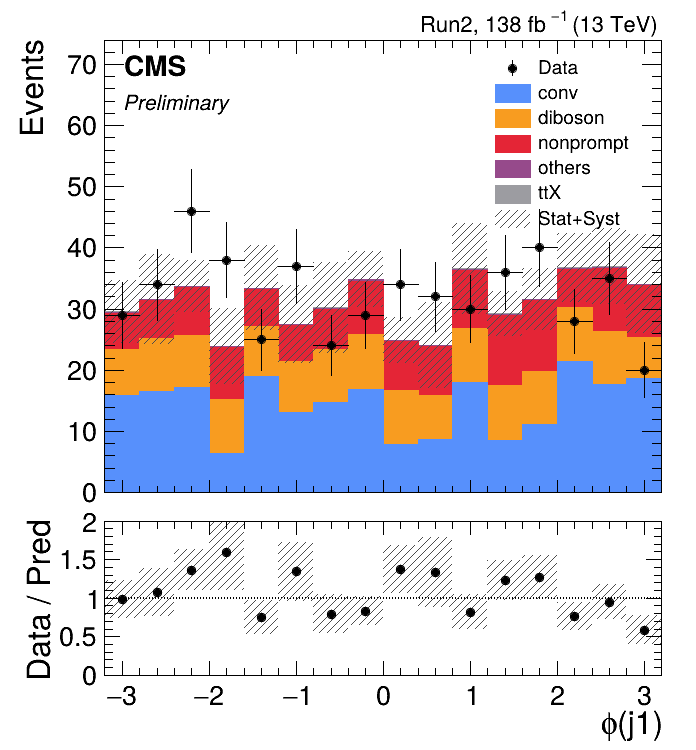 Run2, 138 fb⁻¹ (13 TeV)
CMS
Preliminary
Events
70
60
50
40
30
20
10
0
Data
conv
diboson
nonprompt
others
ttX
Stat+Syst
Data / Pred
2
1.5
1
0.5
0
−3 −2 −1 0 1 2 3
ϕ(j1)